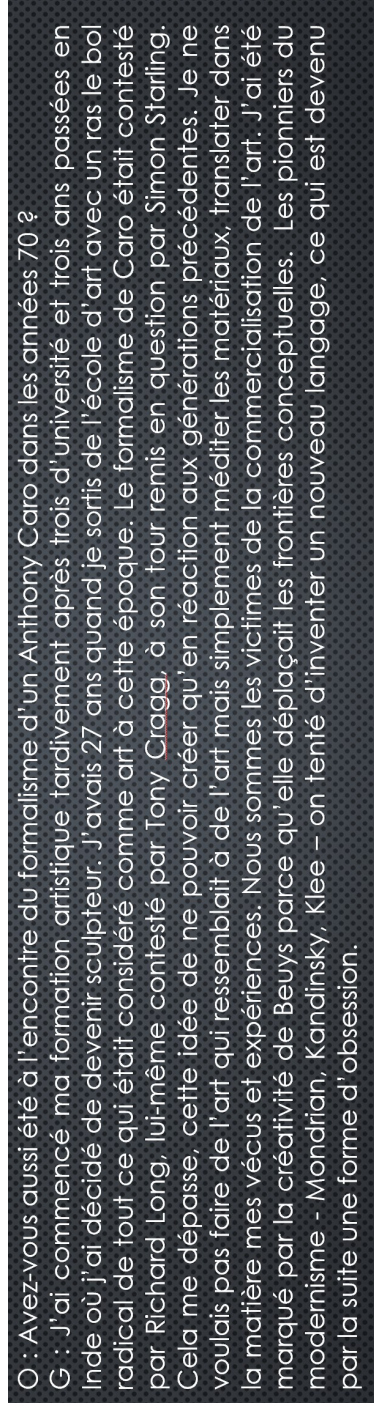 O : Avez-vous aussi été à l'encontre du formalisme d'un Anthony Caro dans les années 70 ?
G : J'ai commencé ma formation artistique tardivement après trois d'université et trois ans passées en
Inde où j'ai décidé de devenir sculpteur. J'avais 27 ans quand je sortis de l'école d'art avec un ras le bol
radical de tout ce qui était considéré comme art à cette époque. Le formalisme de Caro était contesté
par Richard Long, lui-même contesté par Tony Cragg, à son tour remis en question par Simon Starling.
Cela me dépasse, cette idée de ne pouvoir créer qu'en réaction aux générations précédentes. Je ne
voulais pas faire de l'art qui ressemblait à de l'art mais simplement méditer les matériaux, translater dans
la matière mes vécus et expériences. Nous sommes les victimes de la commercialisation de l'art. J'ai été
marqué par la créativité de Beuys parce qu'elle déplaçait les frontières conceptuelles.  Les pionniers du
modernisme - Mondrian, Kandinsky, Klee – on tenté d'inventer un nouveau langage, ce qui est devenu
par la suite une forme d'obsession.